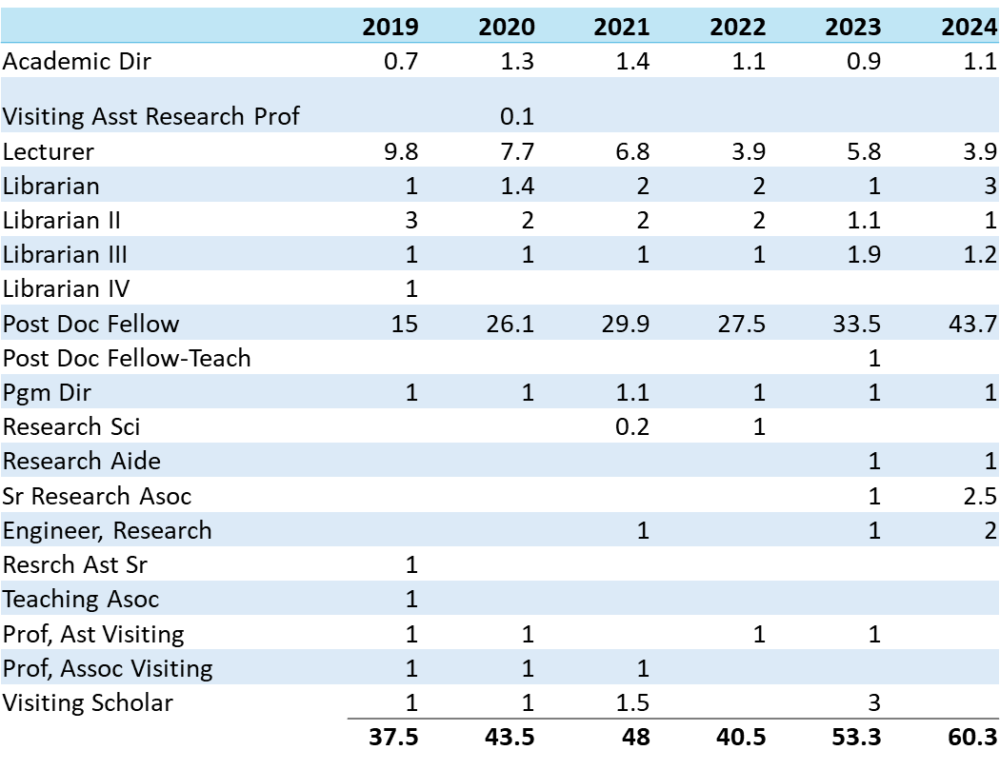 2019 2020 2021 2022 2023 2024
Academic Dir 0.7 1.3 1.4 1.1 0.9 1.1
Visiting Asst Research Prof 0.1
Lecturer 9.8 7.7 6.8 3.9 5.8 3.9
Librarian 1 1.4 2 2 1 3
Librarian II 3 2 2 2 1.1 1
Librarian III 1 1 1 1 1.9 1.2
Librarian IV 1
Post Doc Fellow 15 26.1 29.9 27.5 33.5 43.7
Post Doc Fellow-Teach 1
Pgm Dir 1 1 1.1 1 1 1
Research Sci 0.2 1
Research Aide 1 1
Sr Research Asoc 1 2.5
Engineer, Research 1 1 2
Resrch Ast Sr 1
Teaching Asoc 1
Prof, Ast Visiting 1 1 1 1
Prof, Assoc Visiting 1 1 1
Visiting Scholar 1 1 1.5 3
37.5 43.5 48 40.5 53.3 60.3